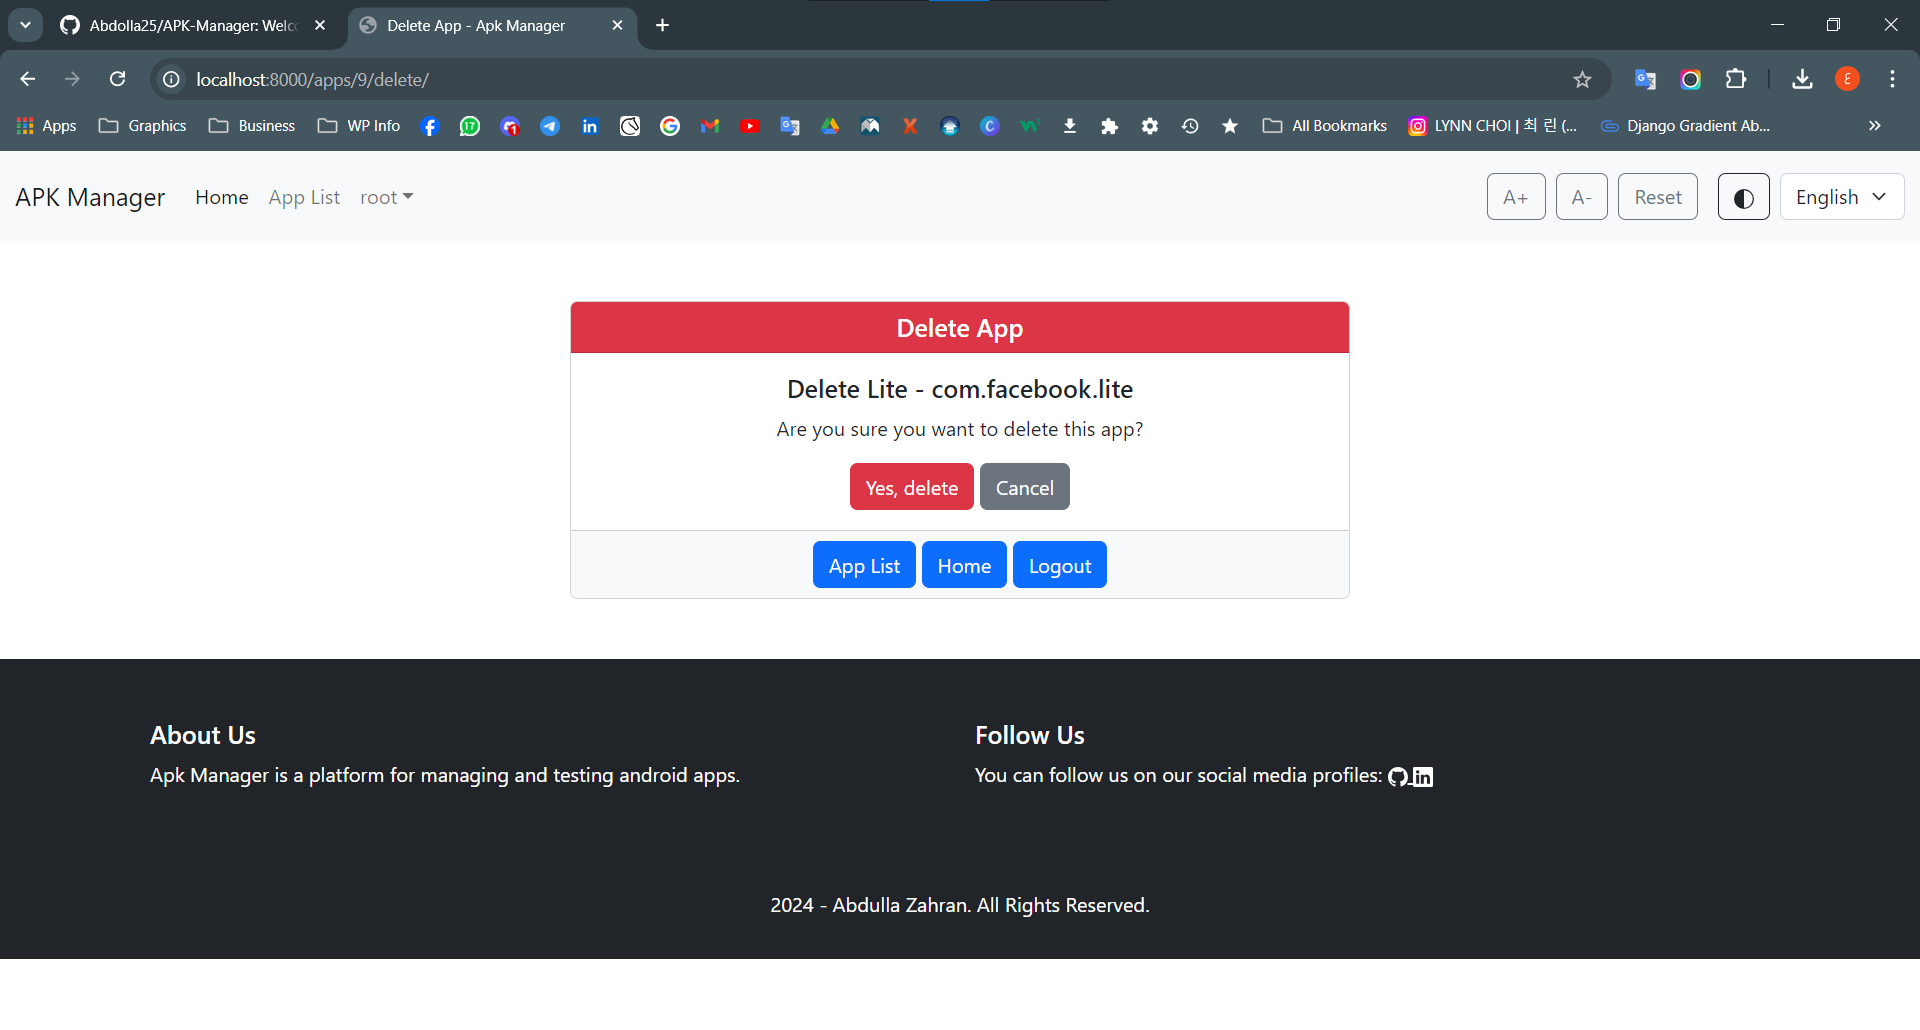 Abdolla25/APK-Manager: Welc
Delete App - Apk Manager
localhost:8000/apps/9/delete/
Apps
Graphics
Business
WP Info
All Bookmarks
LYNN CHOI | 최 린 (...
Django Gradient Ab...
APK Manager
Home
App List
root
A+
A-
Reset
English
Delete App
Delete Lite - com.facebook.lite
Are you sure you want to delete this app?
Yes, delete
Cancel
App List
Home
Logout
About Us
Apk Manager is a platform for managing and testing android apps.
Follow Us
You can follow us on our social media profiles:
2024 - Abdulla Zahran. All Rights Reserved.